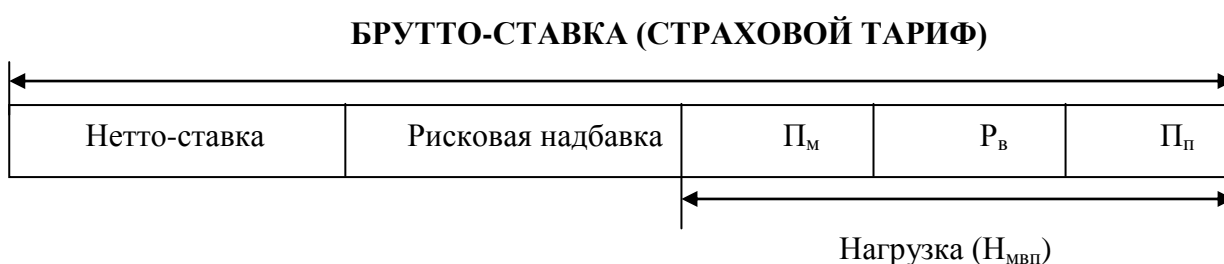 БРУТТО-СТАВКА (СТРАХОВОЙ ТАРИФ)
Нетто-ставка Рисковая надбавка Пм Рв Пп
Нагрузка (Нмвп)